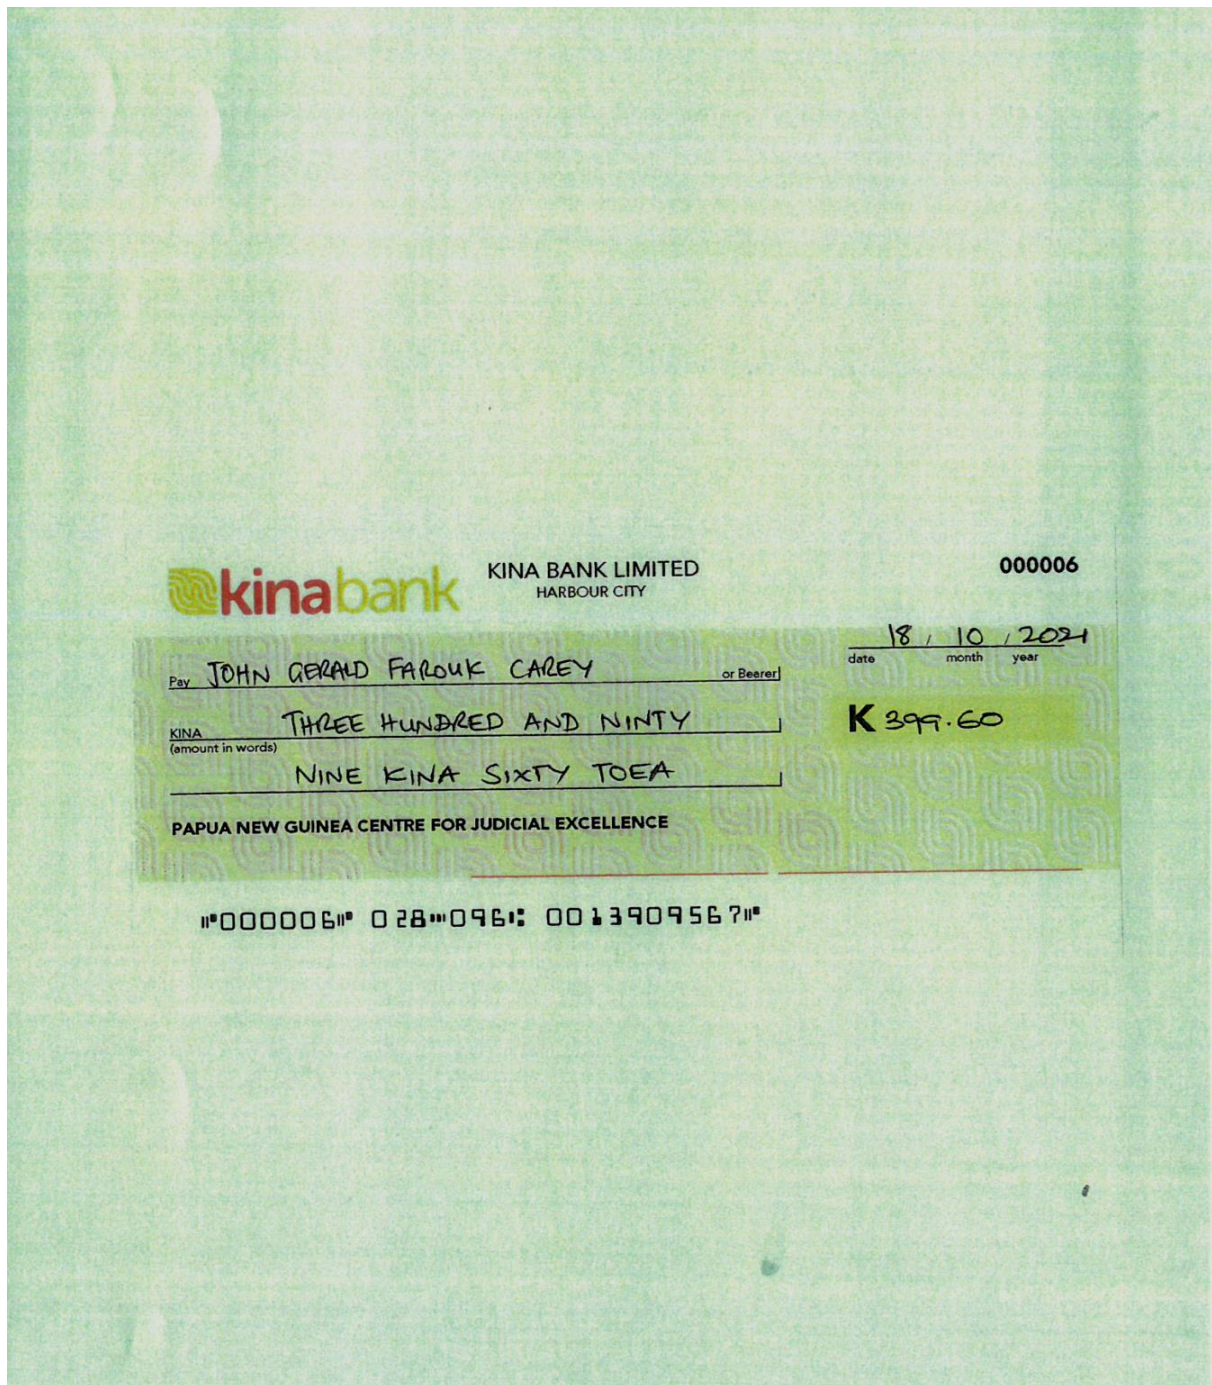 kinabank
KINA BANK LIMITED
HARBOUR CITY
000006
18 / 10 / 2021
date month year
Pay JOHN GERALD FAROUK CAREY or Bearer
KINA THREE HUNDRED AND NINTY
(amount in words)
K 399.60
NINE KINA SIXTY TOEA
PAPUA NEW GUINEA CENTRE FOR JUDICIAL EXCELLENCE
⑈000006⑈ 028⑉096⑆ 0013909567⑈